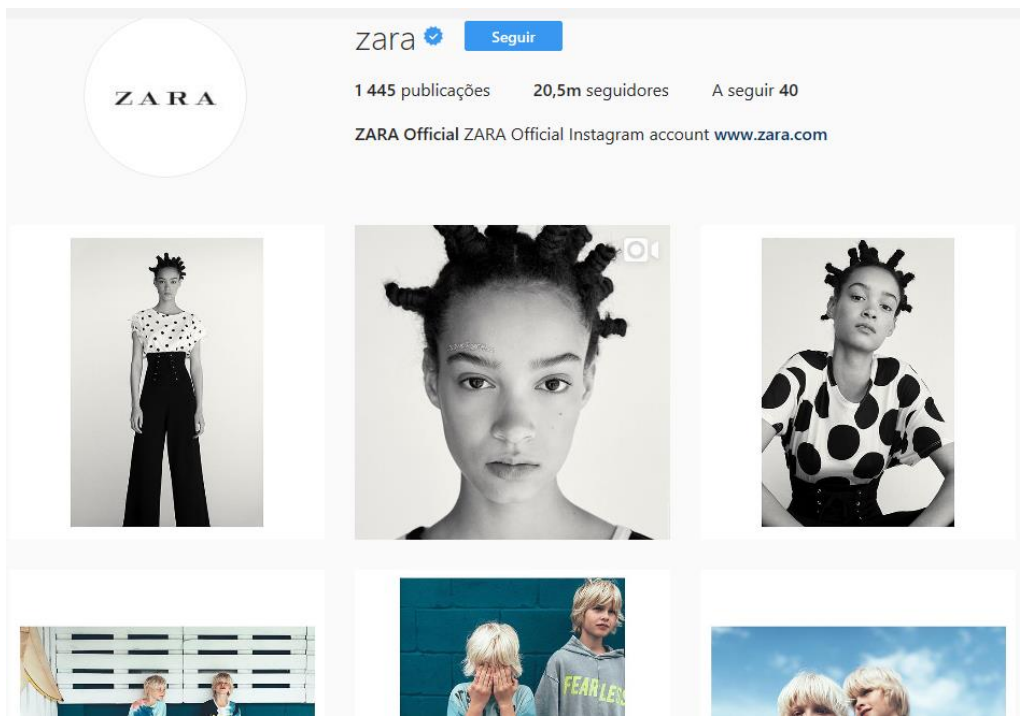 ZARA
zara Seguir
1 445 publicações 20,5m seguidores A seguir 40
ZARA Official ZARA Official Instagram account www.zara.com
FEARLESS